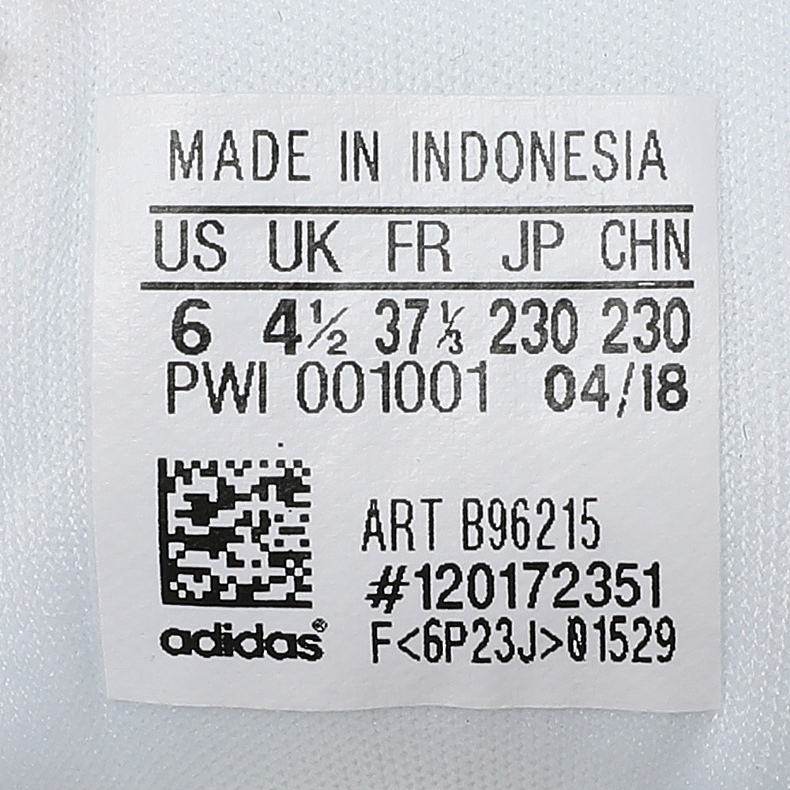 MADE IN INDONESIA
US UK FR JP CHN
6 4½ 37⅓ 230 230
PWI 001001 04/18
ART B96215
#120172351
adidas®
F<6P23J>01529